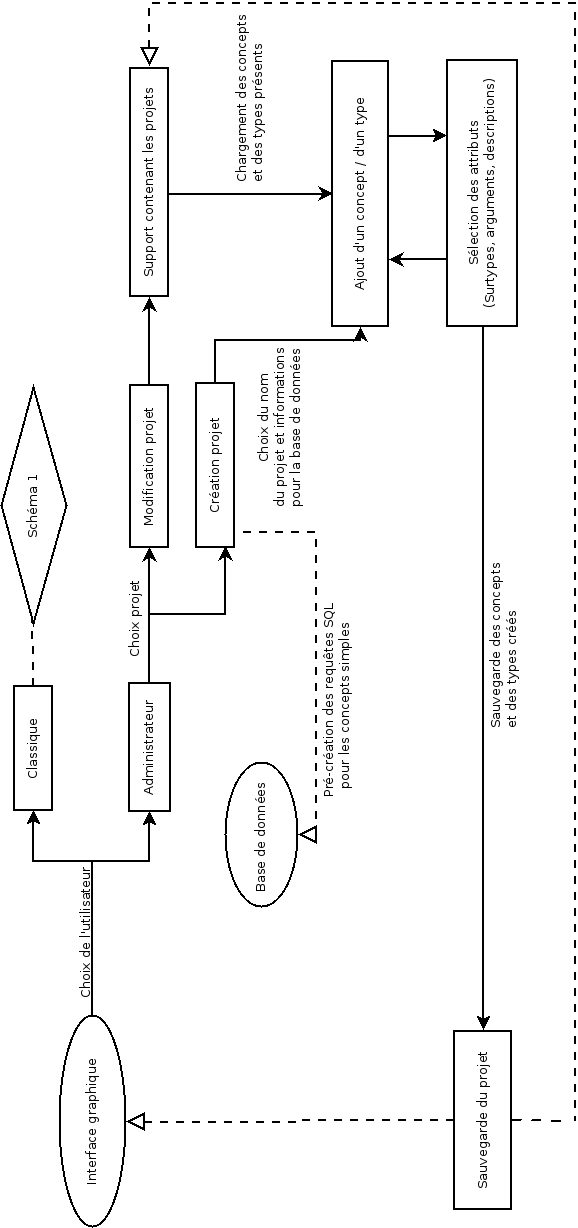 Interface graphique
Choix de l'utilisateur
Classique
Schéma 1
Administrateur
Choix projet
Modification projet
Support contenant les projets
Création projet
Base de données
Pré-création des requêtes SQL
pour les concepts simples
Choix du nom
du projet et informations
pour la base de données
Chargement des concepts
et des types présents
Ajout d'un concept / d'un type
Sélection des attributs
(Surtypes, arguments, descriptions)
Sauvegarde des concepts
et des types créés
Sauvegarde du projet